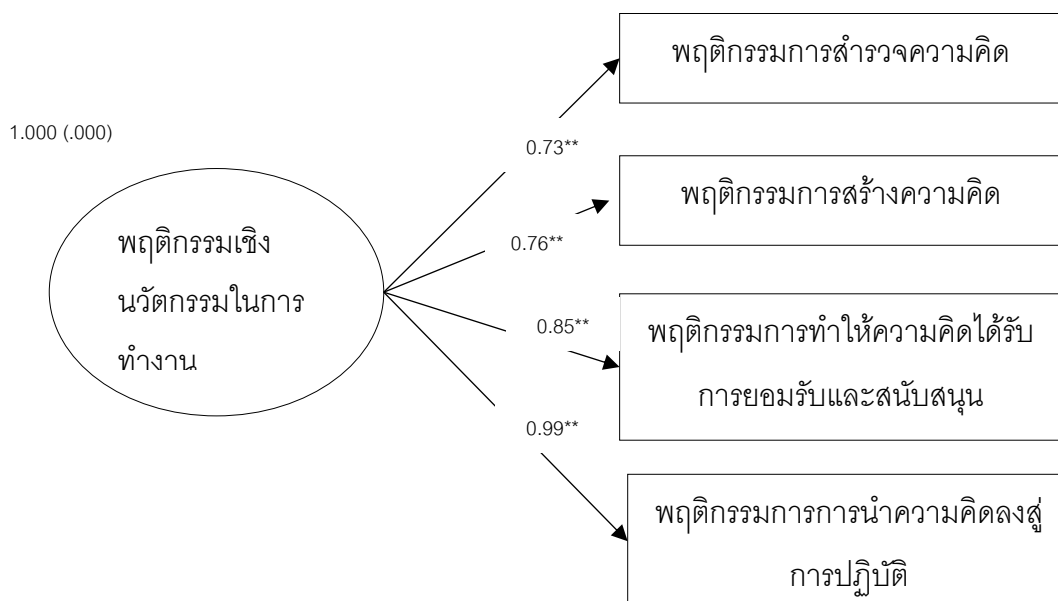 พฤติกรรมการสำรวจความคิด
1.000 (.000)
0.73**
พฤติกรรมการสร้างความคิด
0.76**
พฤติกรรมเชิง
นวัตกรรมในการ
ทำงาน
0.85**
พฤติกรรมการทำให้ความคิดได้รับ
การยอมรับและสนับสนุน
0.99**
พฤติกรรมการการนำความคิดลงสู่
การปฏิบัติ